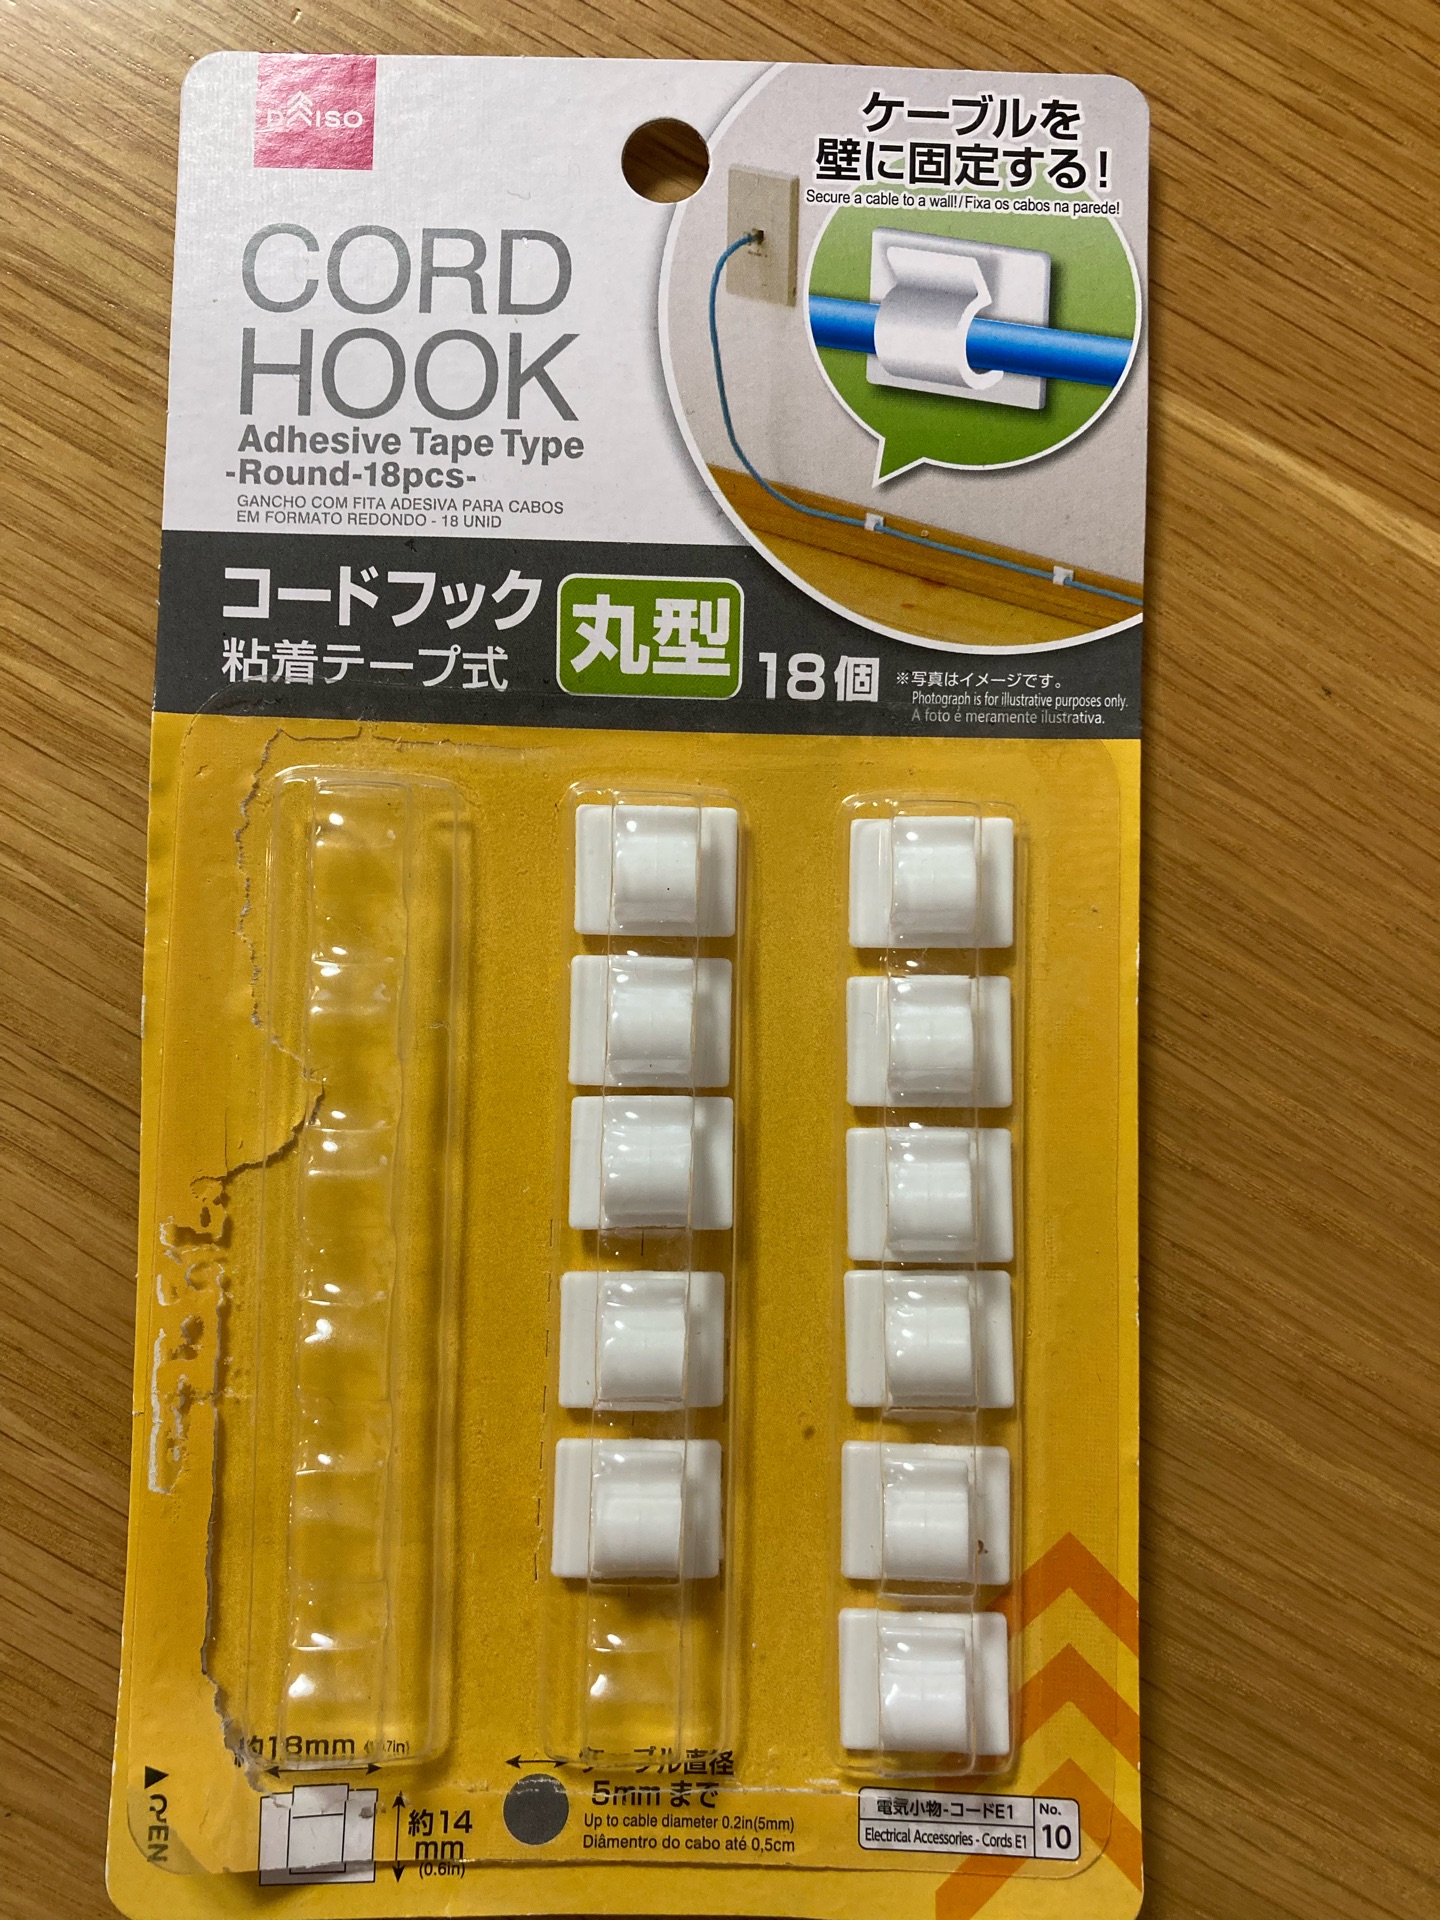 DAISO
ケーブルを
壁に固定する!
Secure a cable to a wall!/Fixa os cabos na parede!
CORD
HOOK
Adhesive Tape Type
-Round-18pcs-
GANCHO COM FITA ADESIVA PARA CABOS
EM FORMATO REDONDO - 18 UNID
コードフック
粘着テープ式
丸型
18個
※写真はイメージです。
Photograph is for illustrative purposes only.
A foto é meramente ilustrativa.
約18mm
約14
mm
(0.6in)
ケーブル直径
5mmまで
Up to cable diameter 0.2in(5mm)
Diâmentro do cabo até 0,5cm
電気小物-コードE1
Electrical Accessories - Cords E1
No.
10
▲OPEN